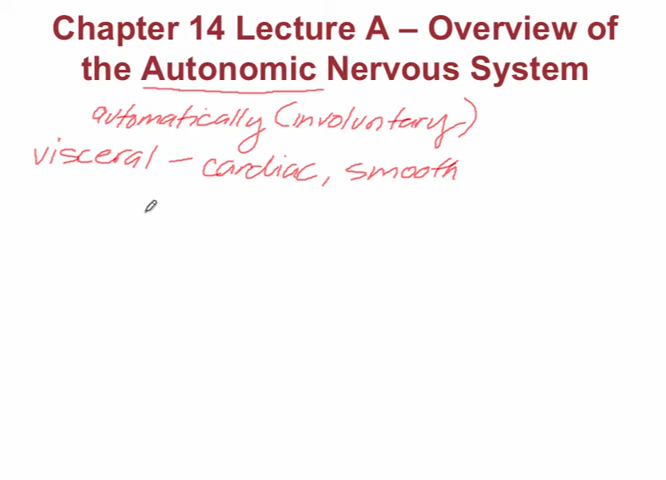 Chapter 14 Lecture A – Overview of
the Autonomic Nervous System
automatically (involuntary)
visceral – cardiac, smooth